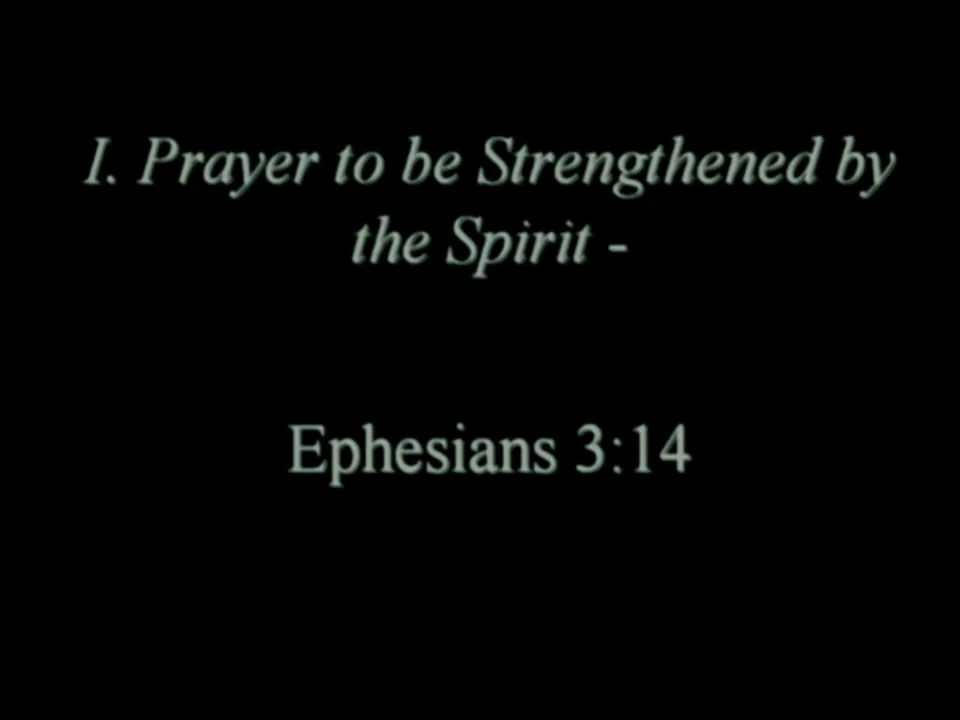 I. Prayer to be Strengthened by
the Spirit -
Ephesians 3:14